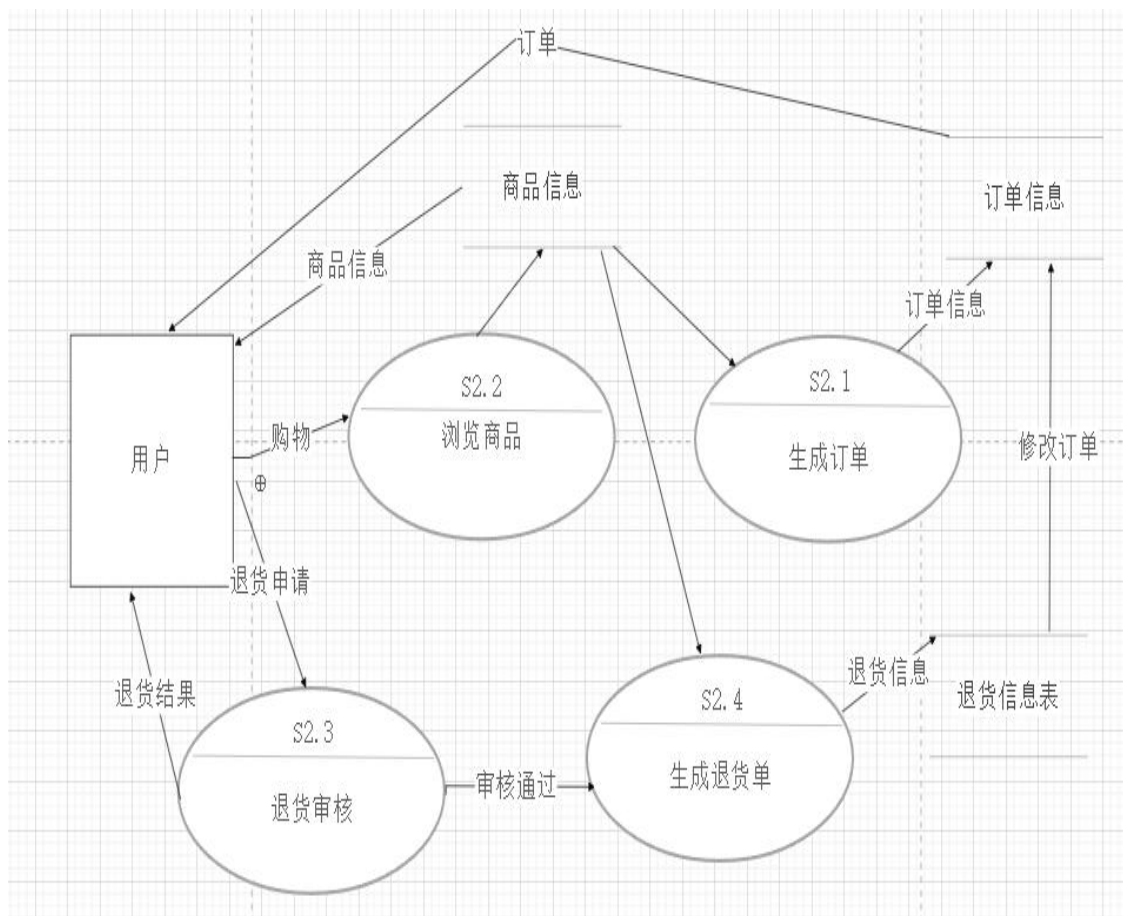 订单
商品信息
订单信息
商品信息
订单信息
S2.2
浏览商品
S2.1
生成订单
用户
购物
修改订单
退货申请
退货结果
退货信息
退货信息表
S2.3
退货审核
审核通过
S2.4
生成退货单